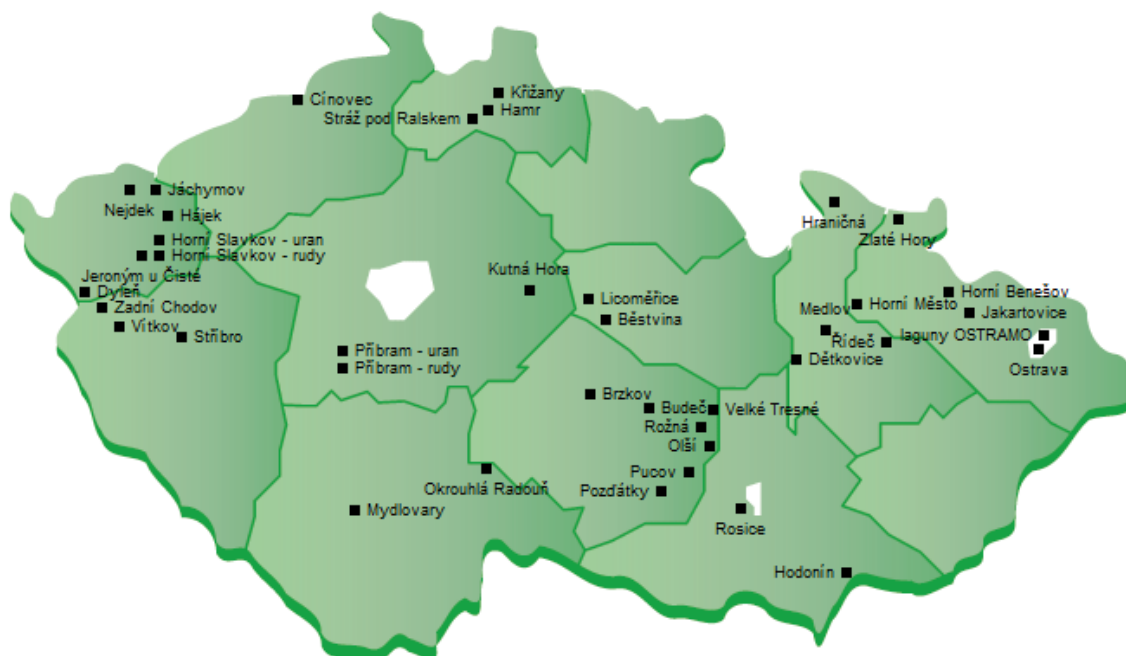 Křižany
Cínovec
Hamr
Stráž pod Ralskem
Jáchymov
Nejdek
Hájek
Hraničná
Zlaté Hory
Horní Slavkov - uran
Horní Slavkov - rudy
Jeroným u Čisté
Kutná Hora
Dyleň
Licoměřice
Horní Benešov
Zadní Chodov
Horní Město
Medlov
Jakartovice
Běstvina
Vítkov
Stříbro
Řídeč
laguny OSTRAMO
Příbram - uran
Dětkovice
Ostrava
Příbram - rudy
Brzkov
Budeč
Velké Tresné
Rožná
Olší
Pucov
Okrouhlá Radouň
Pozďátky
Mydlovary
Rosice
Hodonín